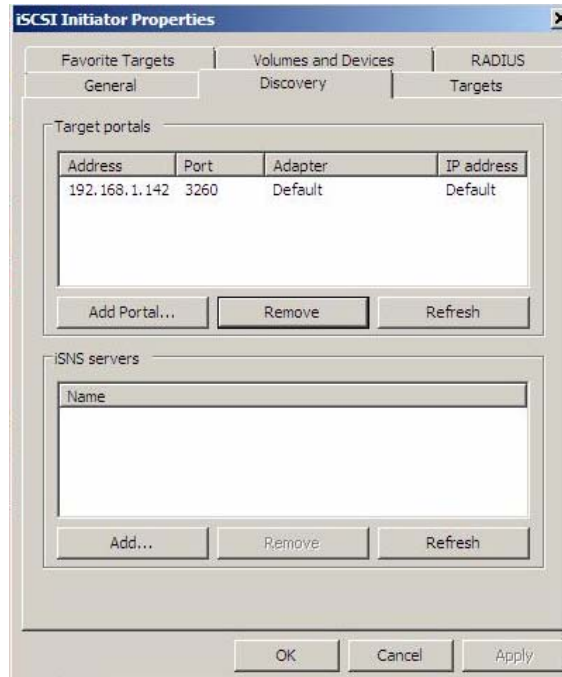 iSCSI Initiator Properties
Favorite Targets Volumes and Devices RADIUS
General Discovery Targets
Target portals
Address Port Adapter IP address
192.168.1.142 3260 Default Default
Add Portal... Remove Refresh
iSNS servers
Name
Add... Remove Refresh
OK Cancel Apply